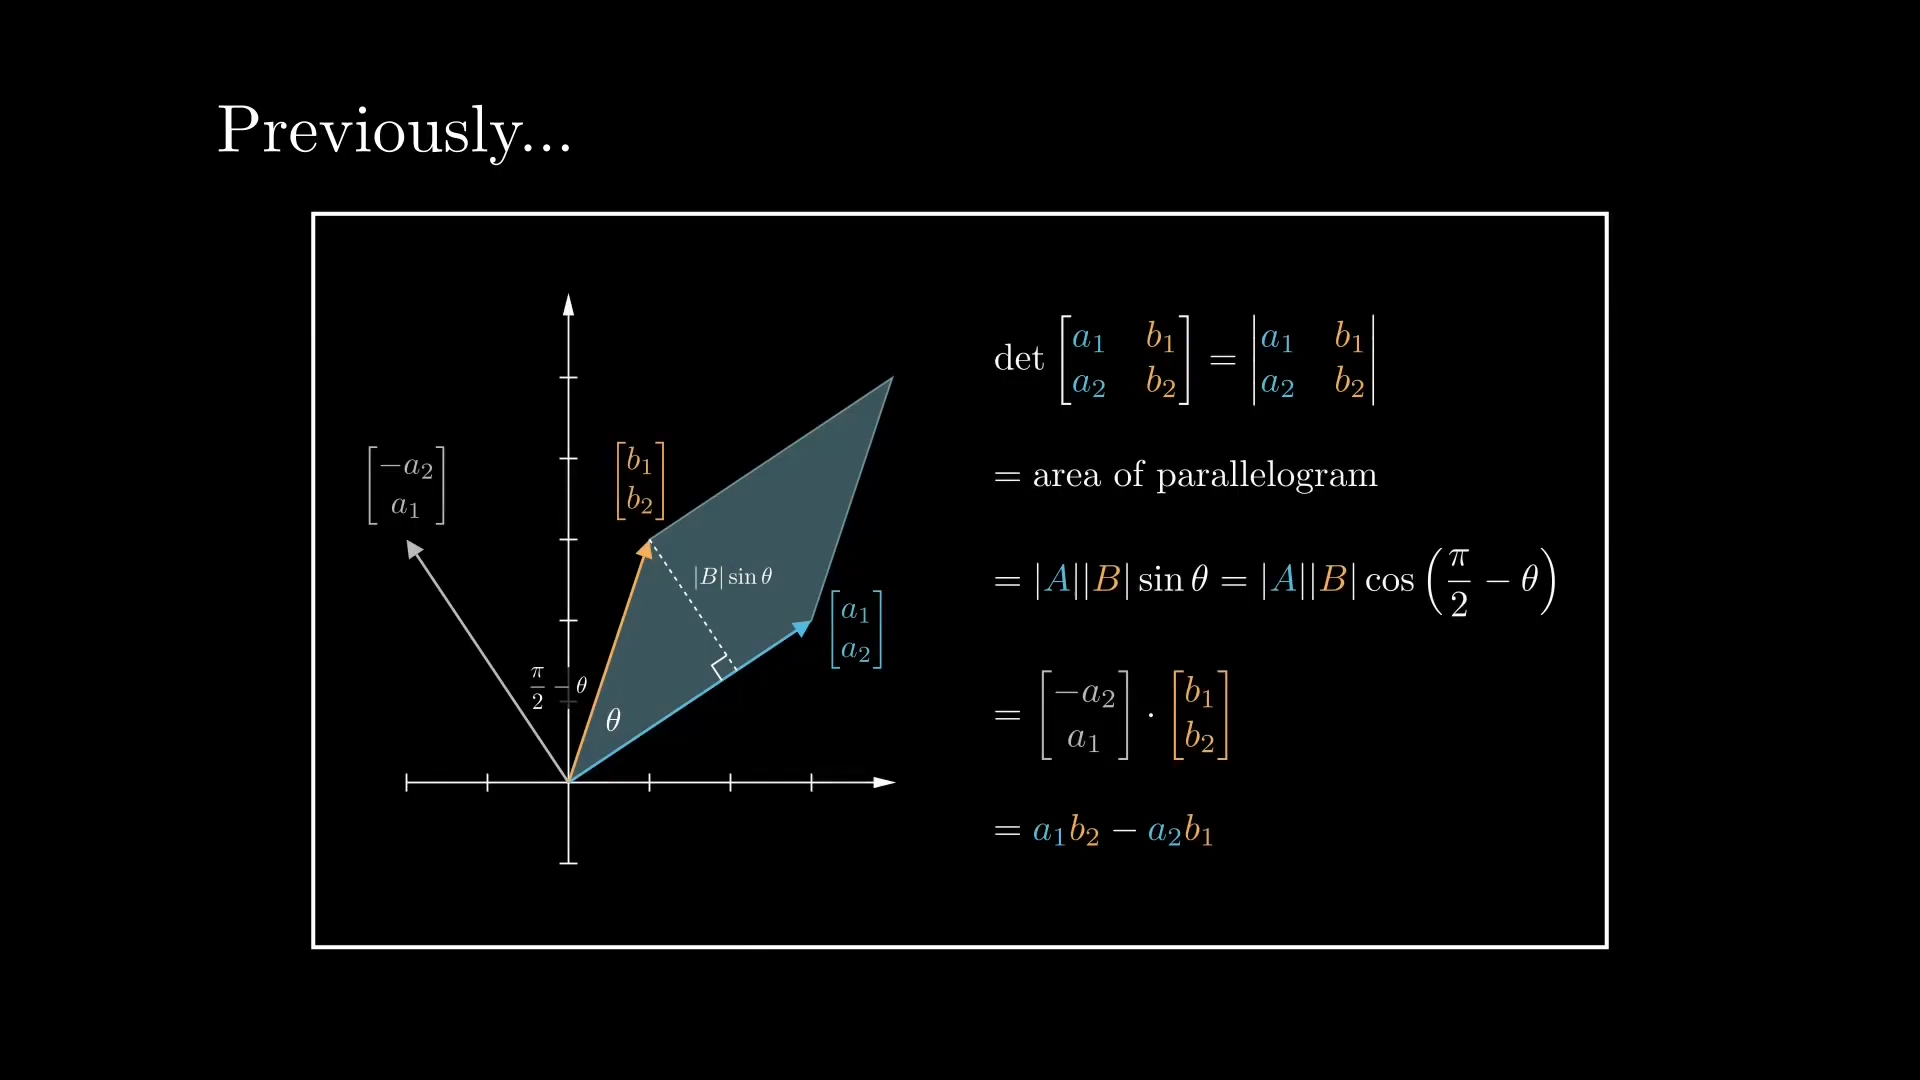 Previously...
det [a₁ b₁; a₂ b₂] = |a₁ b₁; a₂ b₂|
= area of parallelogram
= |A||B| sin θ = |A||B| cos (π/2 − θ)
= [−a₂; a₁] · [b₁; b₂]
= a₁b₂ − a₂b₁
[−a₂; a₁]
[b₁; b₂]
|B| sin θ
[a₁; a₂]
π/2 − θ
θ